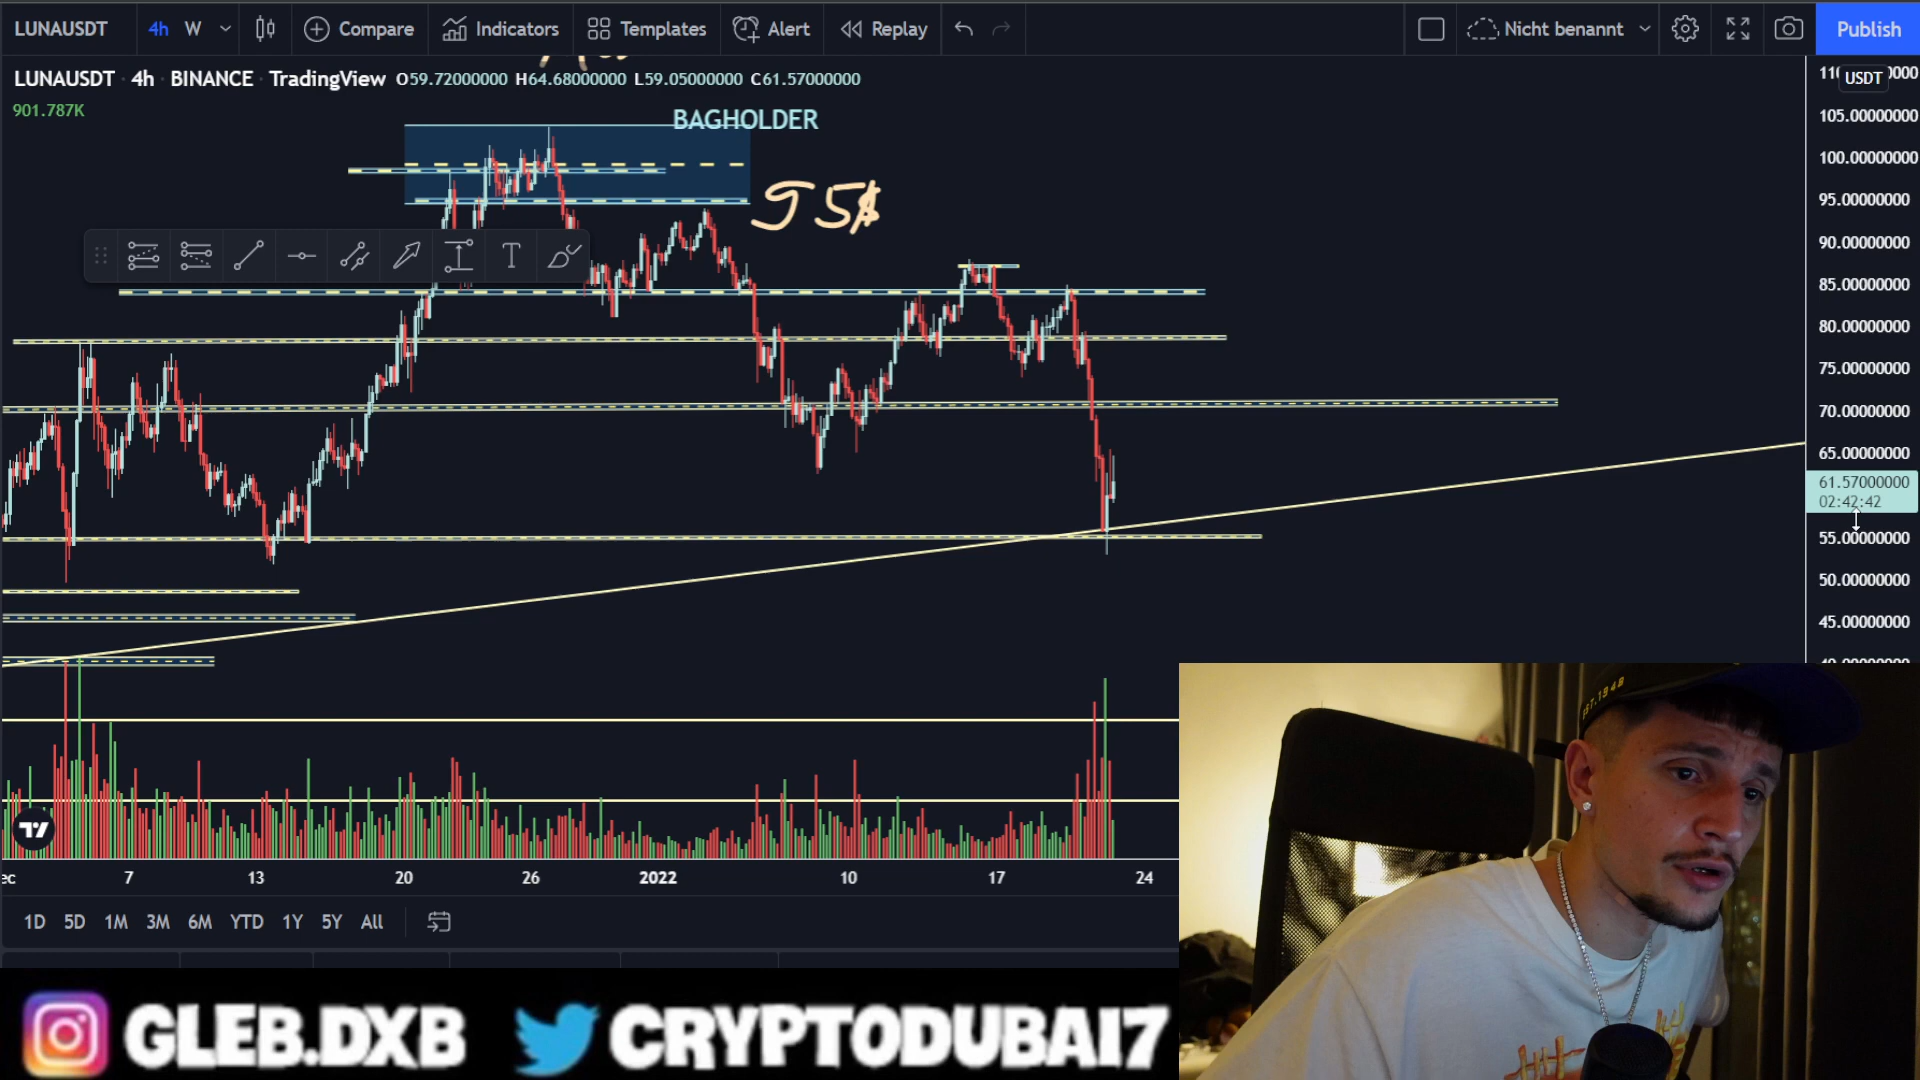 LUNAUSDT 4h W Compare Indicators Templates Alert Replay Nicht benannt Publish
LUNAUSDT · 4h · BINANCE · TradingView O59.72000000 H64.68000000 L59.05000000 C61.57000000
901.787K
BAGHOLDER
95$
T
USDT
105.00000000
100.00000000
95.00000000
90.00000000
85.00000000
80.00000000
75.00000000
70.00000000
65.00000000
61.57000000
02:42:42
55.00000000
50.00000000
45.00000000
7 13 20 26 2022 10 17 24
1D 5D 1M 3M 6M YTD 1Y 5Y All
GLEB.DXB CRYPTODUBAI7